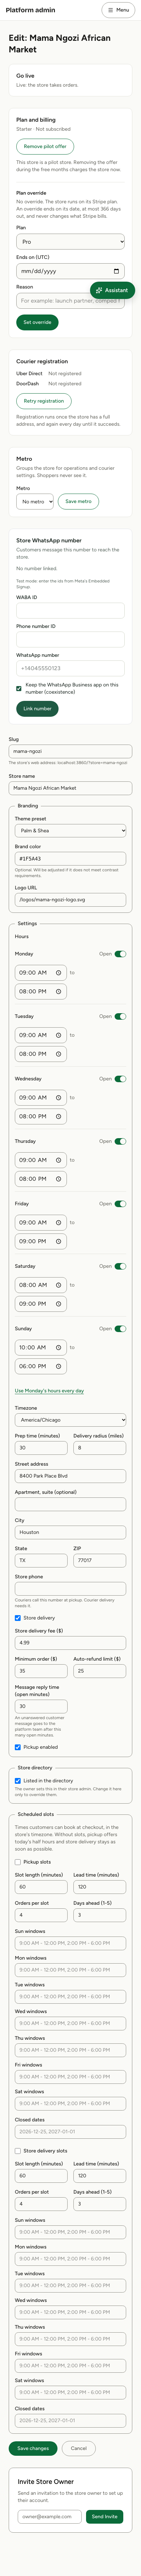 Platform admin
Menu
Edit: Mama Ngozi African
Market
Go live
Live: the store takes orders.
Plan and billing
Starter · Not subscribed
Remove pilot offer
This store is a pilot store. Removing the offer during the free months charges the store now.
Plan override
No override. The store runs on its Stripe plan. An override ends on its date, at most 366 days out, and never changes what Stripe bills.
Plan
Pro
Ends on (UTC)
mm/dd/yyyy
Reason
For example: launch partner, comped t
Assistant
Set override
Courier registration
Uber Direct Not registered
DoorDash Not registered
Retry registration
Registration runs once the store has a full address, and again every day until it succeeds.
Metro
Groups the store for operations and courier settings. Shoppers never see it.
Metro
No metro
Save metro
Store WhatsApp number
Customers message this number to reach the store.
No number linked.
Test mode: enter the ids from Meta's Embedded Signup.
WABA ID
Phone number ID
WhatsApp number
+14045550123
Keep the WhatsApp Business app on this number (coexistence)
Link number
Slug
mama-ngozi
The store's web address: localhost:3860/?store=mama-ngozi
Store name
Mama Ngozi African Market
Branding
Theme preset
Palm & Shea
Brand color
#1F5A43
Optional. Will be adjusted if it does not meet contrast requirements.
Logo URL
/logos/mama-ngozi-logo.svg
Settings
Hours
Monday Open
09:00 AM to
08:00 PM
Tuesday Open
09:00 AM to
08:00 PM
Wednesday Open
09:00 AM to
08:00 PM
Thursday Open
09:00 AM to
08:00 PM
Friday Open
09:00 AM to
09:00 PM
Saturday Open
08:00 AM to
09:00 PM
Sunday Open
10:00 AM to
06:00 PM
Use Monday's hours every day
Timezone
America/Chicago
Prep time (minutes) Delivery radius (miles)
30 8
Street address
8400 Park Place Blvd
Apartment, suite (optional)
City
Houston
State ZIP
TX 77017
Store phone
Couriers call this number at pickup. Courier delivery needs it.
Store delivery
Store delivery fee ($)
4.99
Minimum order ($) Auto-refund limit ($)
35 25
Message reply time (open minutes)
30
An unanswered customer message goes to the platform team after this many open minutes.
Pickup enabled
Store directory
Listed in the directory
The owner sets this in their store admin. Change it here only to override them.
Scheduled slots
Times customers can book at checkout, in the store's timezone. Without slots, pickup offers today's half hours and store delivery stays as soon as possible.
Pickup slots
Slot length (minutes) Lead time (minutes)
60 120
Orders per slot Days ahead (1-5)
4 3
Sun windows
9:00 AM - 12:00 PM, 2:00 PM - 6:00 PM
Mon windows
9:00 AM - 12:00 PM, 2:00 PM - 6:00 PM
Tue windows
9:00 AM - 12:00 PM, 2:00 PM - 6:00 PM
Wed windows
9:00 AM - 12:00 PM, 2:00 PM - 6:00 PM
Thu windows
9:00 AM - 12:00 PM, 2:00 PM - 6:00 PM
Fri windows
9:00 AM - 12:00 PM, 2:00 PM - 6:00 PM
Sat windows
9:00 AM - 12:00 PM, 2:00 PM - 6:00 PM
Closed dates
2026-12-25, 2027-01-01
Store delivery slots
Slot length (minutes) Lead time (minutes)
60 120
Orders per slot Days ahead (1-5)
4 3
Sun windows
9:00 AM - 12:00 PM, 2:00 PM - 6:00 PM
Mon windows
9:00 AM - 12:00 PM, 2:00 PM - 6:00 PM
Tue windows
9:00 AM - 12:00 PM, 2:00 PM - 6:00 PM
Wed windows
9:00 AM - 12:00 PM, 2:00 PM - 6:00 PM
Thu windows
9:00 AM - 12:00 PM, 2:00 PM - 6:00 PM
Fri windows
9:00 AM - 12:00 PM, 2:00 PM - 6:00 PM
Sat windows
9:00 AM - 12:00 PM, 2:00 PM - 6:00 PM
Closed dates
2026-12-25, 2027-01-01
Save changes
Cancel
Invite Store Owner
Send an invitation to the store owner to set up their account.
owner@example.com
Send Invite